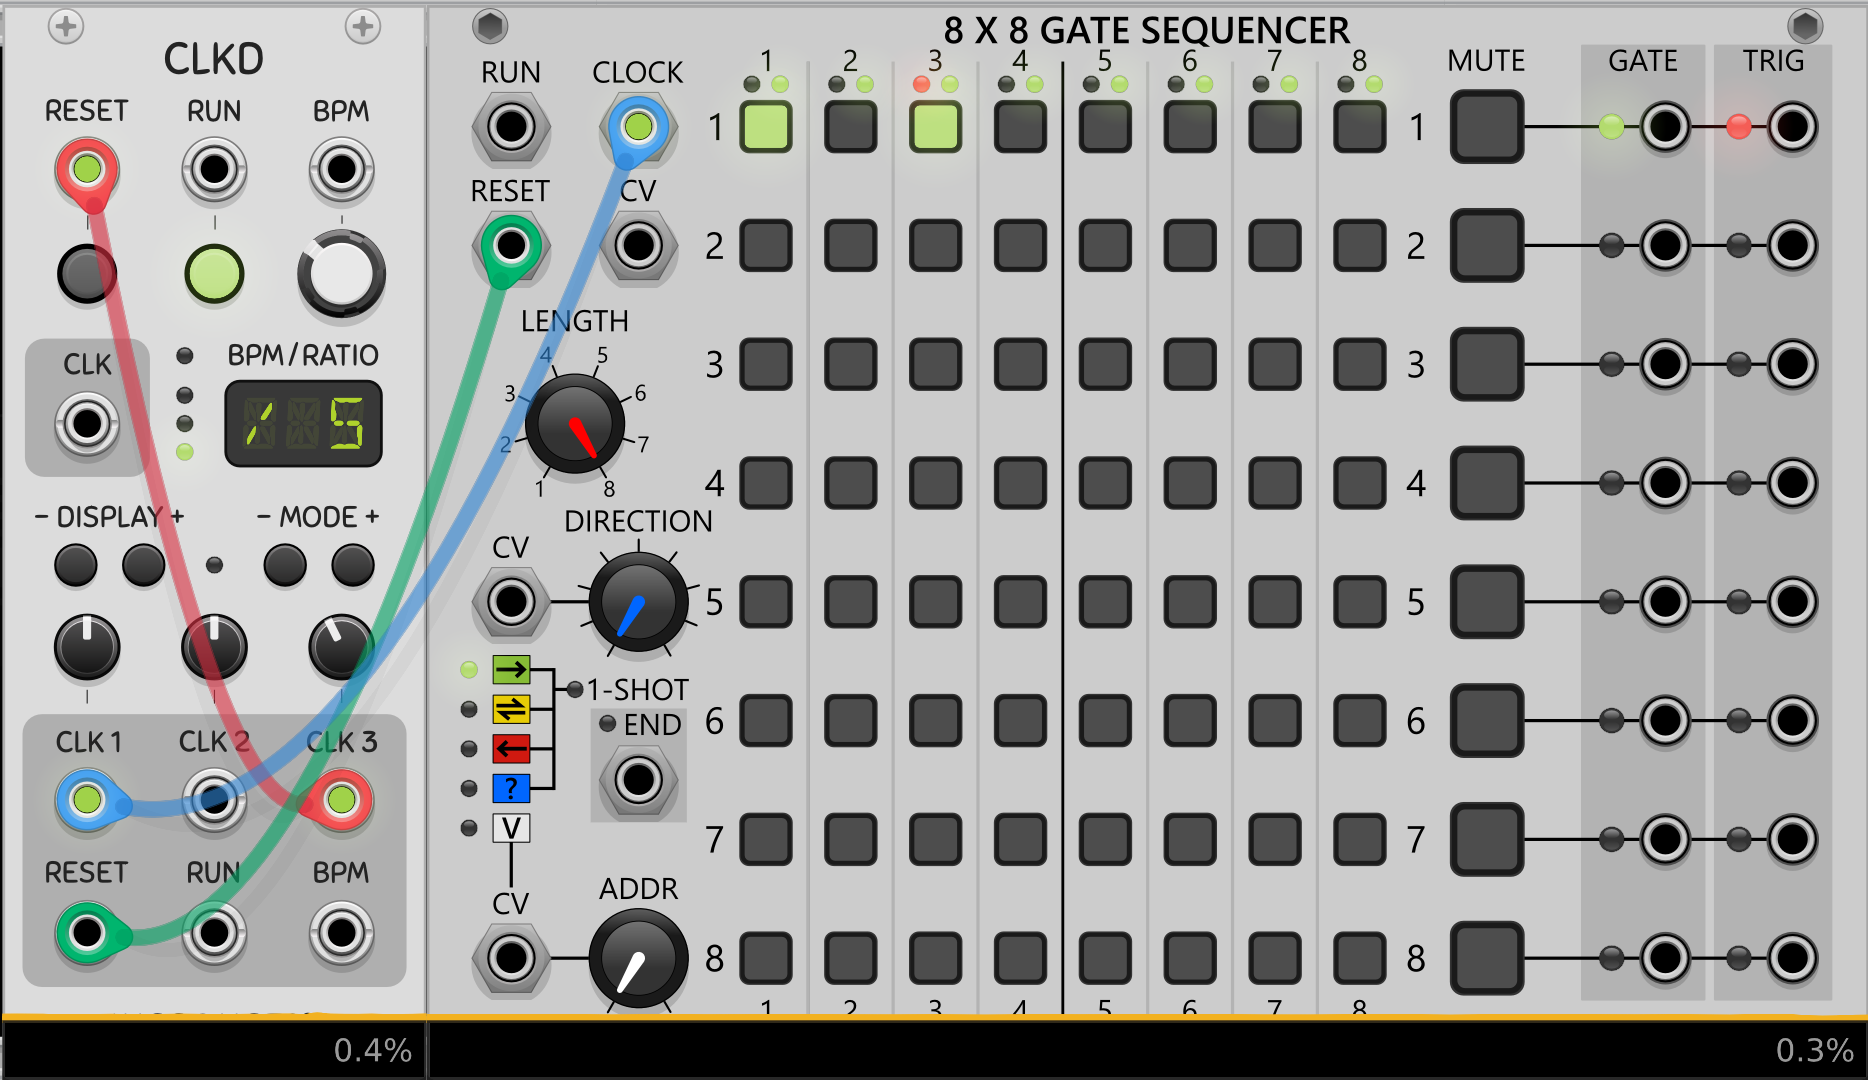 CLKD
RESET RUN BPM
CLK
BPM/RATIO
/ 5
- DISPLAY + - MODE +
CLK 1 CLK 2 CLK 3
RESET RUN BPM
0.4%
8 X 8 GATE SEQUENCER
RUN CLOCK
RESET CV
LENGTH
1 2 3 4 5 6 7 8
DIRECTION
CV
1-SHOT
END
?
V
CV ADDR
1 2 3 4 5 6 7 8
MUTE GATE TRIG
1 1
2 2
3 3
4 4
5 5
6 6
7 7
8 8
1 2 3 4 5 6 7 8
0.3%